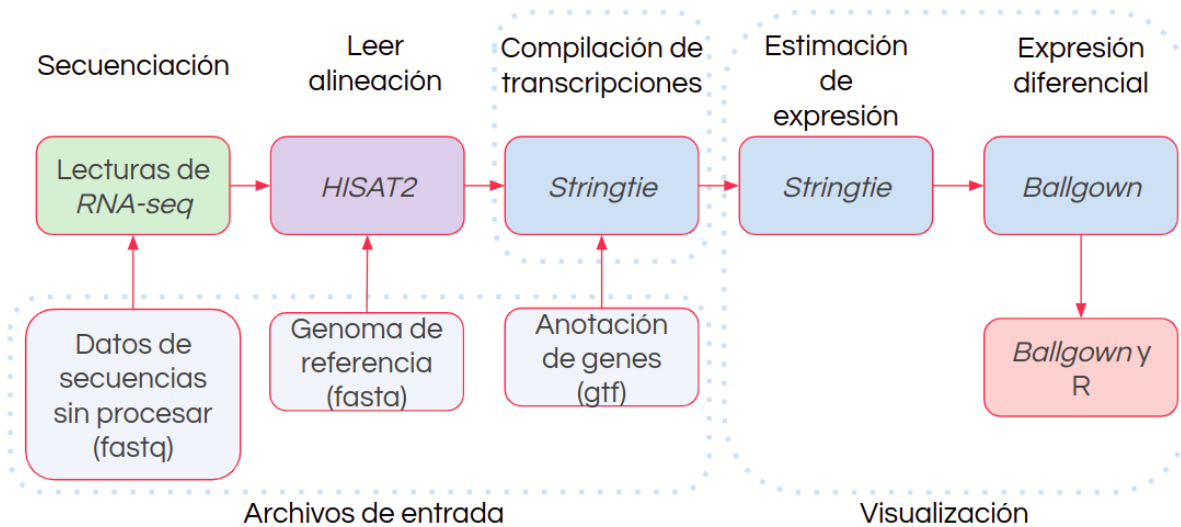 Secuenciación
Leer
alineación
Compilación de
transcripciones
Estimación
de
expresión
Expresión
diferencial
Lecturas de
RNA-seq
HISAT2
Stringtie
Stringtie
Ballgown
Datos de
secuencias
sin procesar
(fastq)
Genoma de
referencia
(fasta)
Anotación
de genes
(gtf)
Ballgown y
R
Archivos de entrada
Visualización